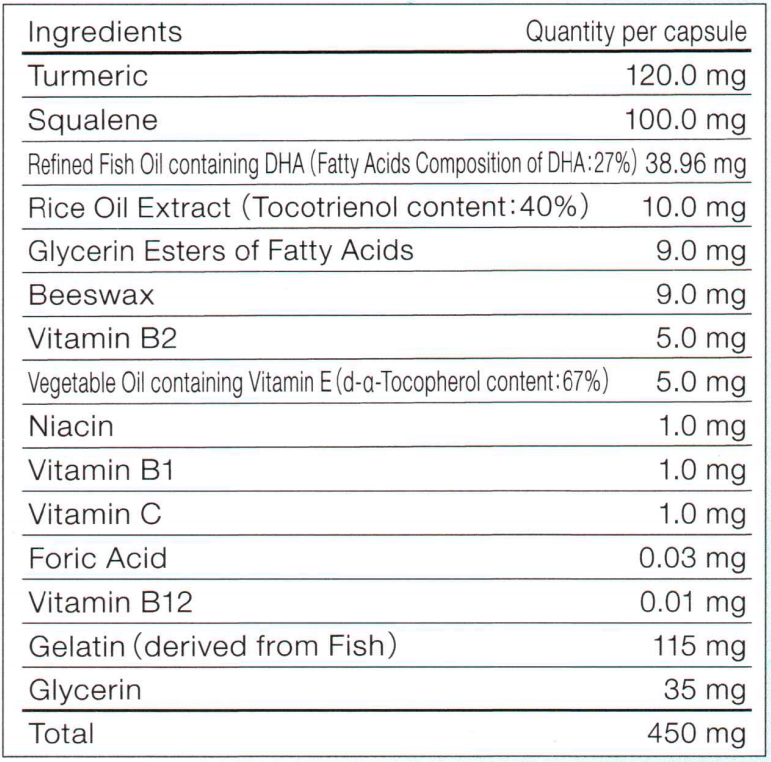 Ingredients Quantity per capsule
Turmeric 120.0 mg
Squalene 100.0 mg
Refined Fish Oil containing DHA (Fatty Acids Composition of DHA:27%) 38.96 mg
Rice Oil Extract (Tocotrienol content:40%) 10.0 mg
Glycerin Esters of Fatty Acids 9.0 mg
Beeswax 9.0 mg
Vitamin B2 5.0 mg
Vegetable Oil containing Vitamin E (d-α-Tocopherol content:67%) 5.0 mg
Niacin 1.0 mg
Vitamin B1 1.0 mg
Vitamin C 1.0 mg
Foric Acid 0.03 mg
Vitamin B12 0.01 mg
Gelatin (derived from Fish) 115 mg
Glycerin 35 mg
Total 450 mg